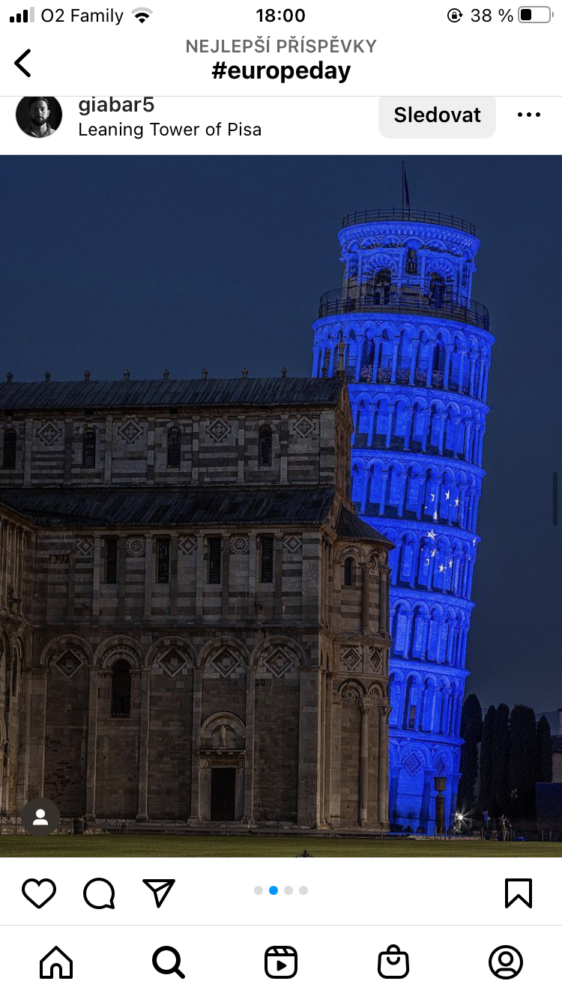 O2 Family 18:00 38 %
NEJLEPŠÍ PŘÍSPĚVKY
#europeday
giabar5
Leaning Tower of Pisa
Sledovat